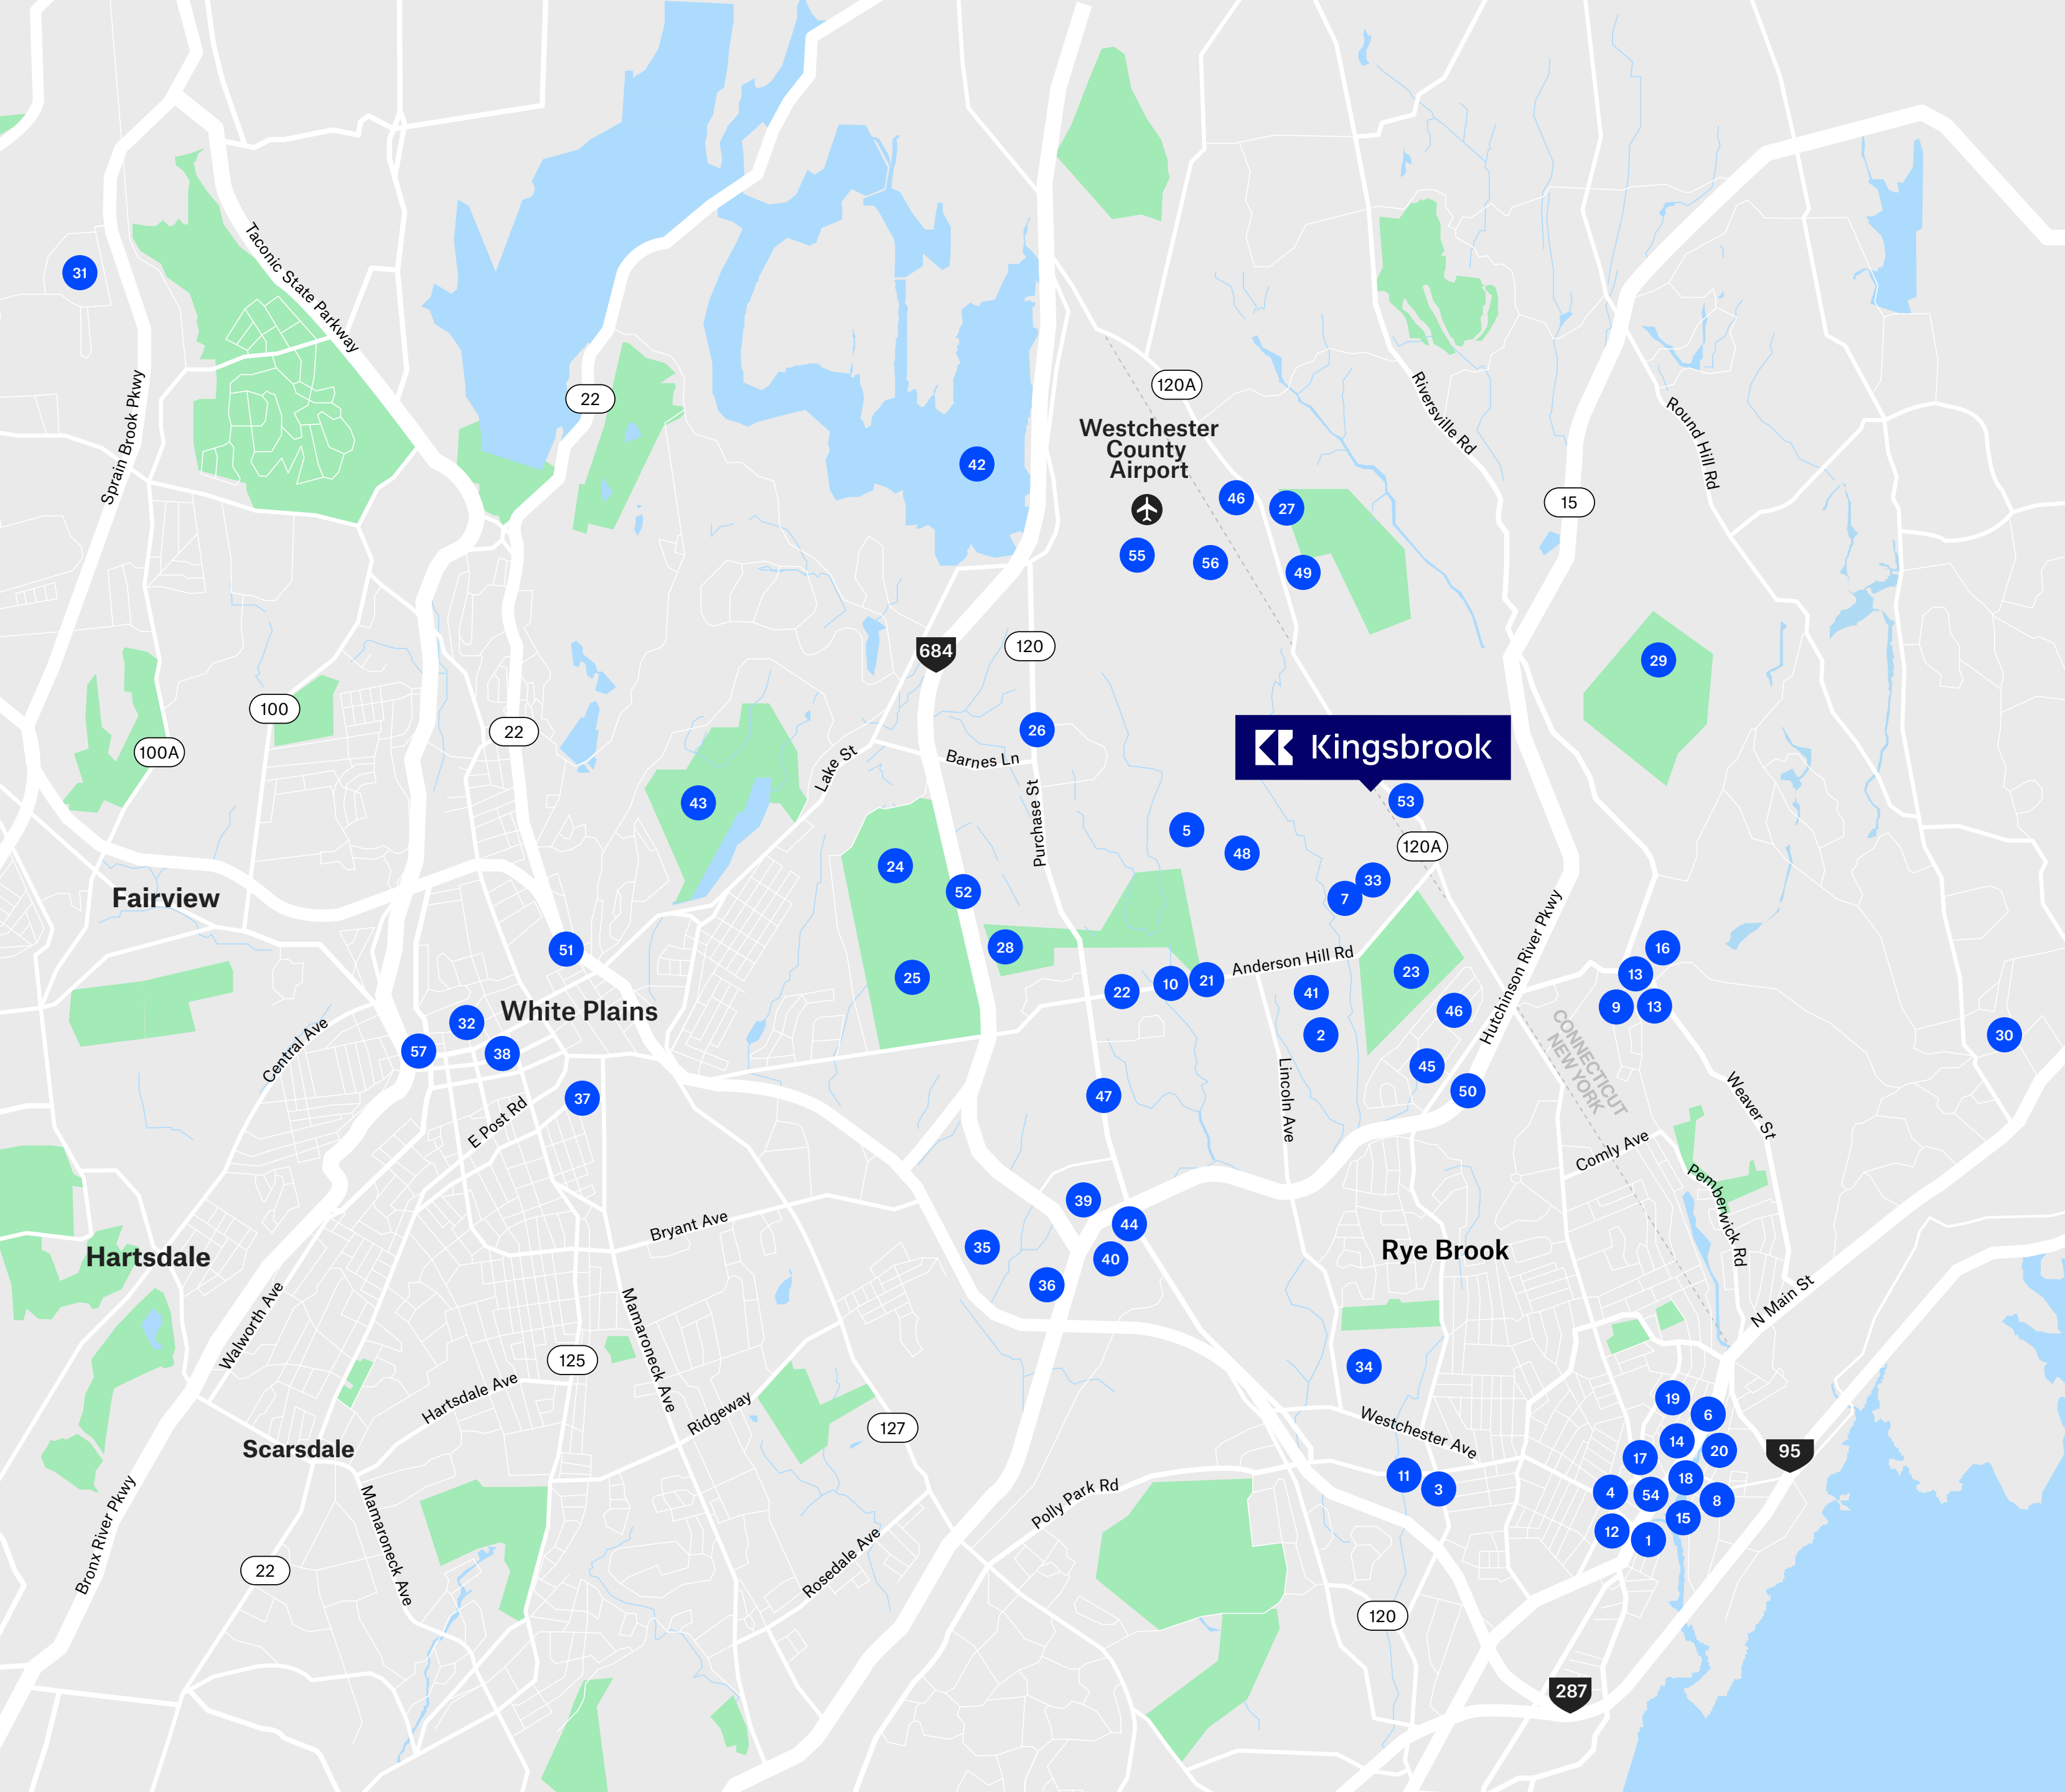 Taconic State Parkway
31
Sprain Brook Pkwy
22
120A
Westchester
County
Airport
Riversville Rd
Round Hill Rd
42
46
27
15
55
56
49
684
120
29
100
100A
22
26
Barnes Ln
Lake St
Kingsbrook
43
Purchase St
53
5
48
120A
24
52
33
7
Fairview
51
28
25
Anderson Hill Rd
22
10
21
41
23
2
46
Hutchinson River Pkwy
16
13
9
13
30
White Plains
32
57
38
37
Central Ave
E Post Rd
47
Lincoln Ave
45
50
CONNECTICUT
NEW YORK
Weaver St
Comly Ave
Pemberwick Rd
Hartsdale
Bryant Ave
39
44
40
35
36
Rye Brook
N Main St
Walworth Ave
Mamaroneck Ave
125
Hartsdale Ave
Ridgeway
127
34
Westchester Ave
19
6
14
20
17
18
4
54
8
15
12
1
95
Scarsdale
Bronx River Pkwy
Mamaroneck Ave
22
Rosedale Ave
Polly Park Rd
11
3
120
287